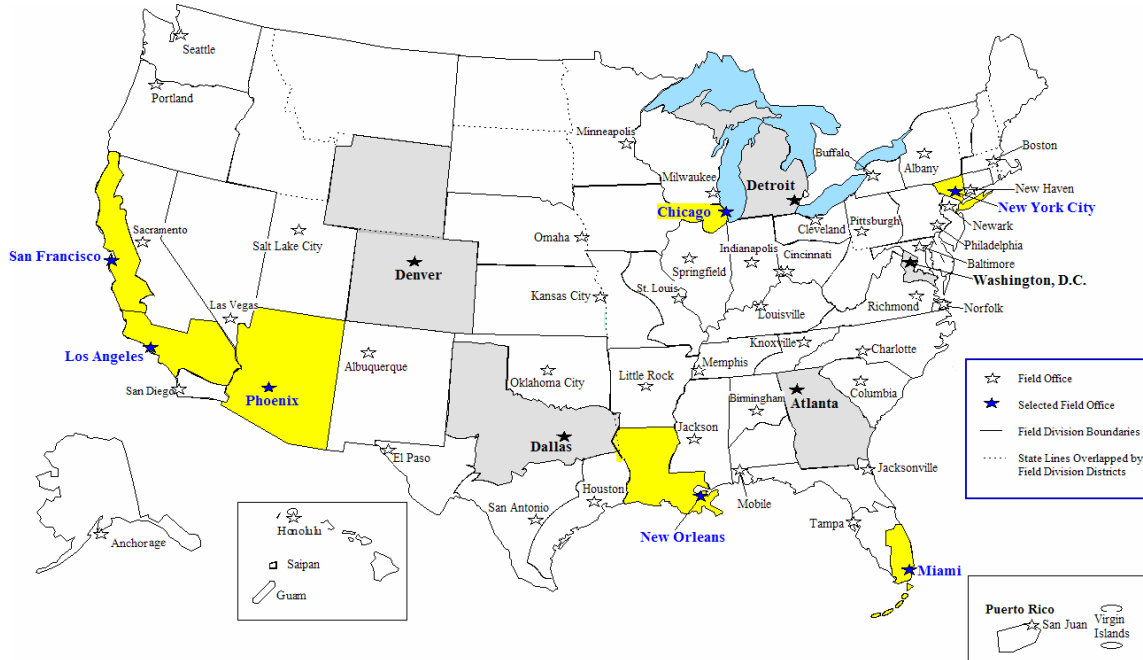 Seattle
Portland
Minneapolis
Buffalo
Boston
Albany
Milwaukee
Detroit
New Haven
Chicago
New York City
Sacramento
Salt Lake City
Omaha
Cleveland
Pittsburgh
Newark
Philadelphia
San Francisco
Denver
Indianapolis
Cincinnati
Baltimore
Springfield
Washington, D.C.
Kansas City
St. Louis
Las Vegas
Louisville
Richmond
Norfolk
Los Angeles
Knoxville
Charlotte
Albuquerque
Memphis
San Diego
Phoenix
Oklahoma City
Little Rock
Birmingham
Atlanta
Columbia
Jackson
Dallas
El Paso
Jacksonville
Houston
Mobile
San Antonio
Tampa
New Orleans
Miami
Anchorage
Honolulu
Saipan
Guam
Field Office
Selected Field Office
Field Division Boundaries
State Lines Overlapped by
Field Division Districts
Puerto Rico
San Juan
Virgin
Islands